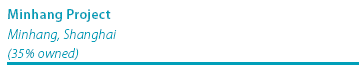 Minhang Project
Minhang, Shanghai
(35% owned)